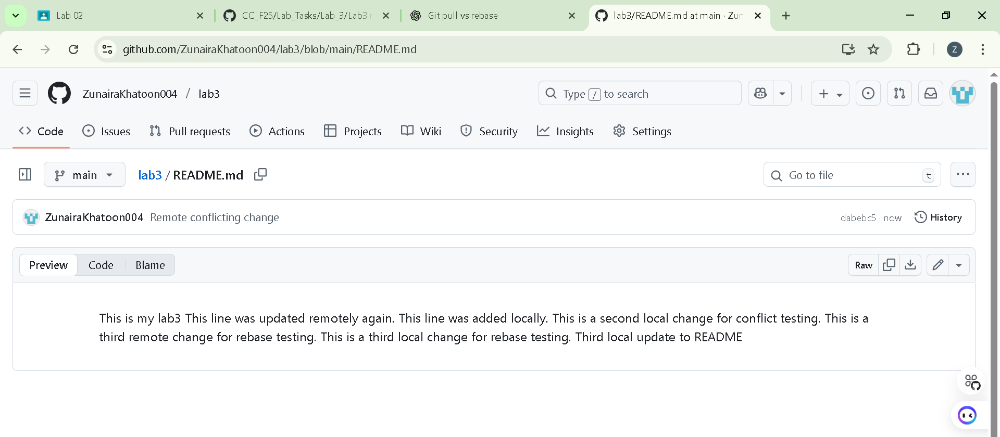 Lab 02
CC_F25/Lab_Tasks/Lab_3/Lab3.r
Git pull vs rebase
lab3/README.md at main · Zun
github.com/ZunairaKhatoon004/lab3/blob/main/README.md
Z
ZunairaKhatoon004 / lab3
Type / to search
Code
Issues
Pull requests
Actions
Projects
Wiki
Security
Insights
Settings
main
lab3 / README.md
Go to file
t
ZunairaKhatoon004 Remote conflicting change
dabebc5 · now
History
Preview
Code
Blame
Raw
This is my lab3 This line was updated remotely again. This line was added locally. This is a second local change for conflict testing. This is a
third remote change for rebase testing. This is a third local change for rebase testing. Third local update to README